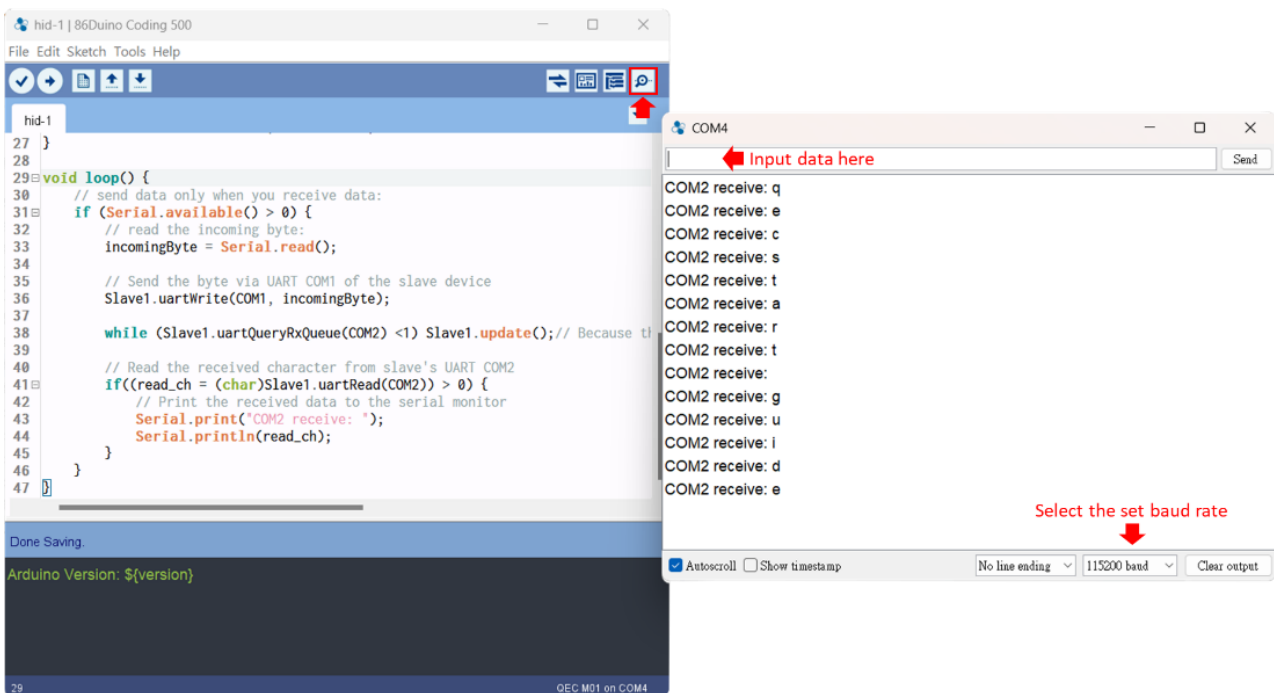 hid-1 | 86Duino Coding 500
File Edit Sketch Tools Help
hid-1
27 }
28
29 void loop() {
30     // send data only when you receive data:
31     if (Serial.available() > 0) {
32         // read the incoming byte:
33         incomingByte = Serial.read();
34
35         // Send the byte via UART COM1 of the slave device
36         Slave1.uartWrite(COM1, incomingByte);
37
38         while (Slave1.uartQueryRxQueue(COM2) <1) Slave1.update();// Because
39
40         // Read the received character from slave's UART COM2
41         if((read_ch = (char)Slave1.uartRead(COM2)) > 0) {
42             // Print the received data to the serial monitor
43             Serial.print("COM2 receive: ");
44             Serial.println(read_ch);
45         }
46     }
47 }
Done Saving.
Arduino Version: ${version}
29 QEC M01 on COM4
COM4
Input data here
Send
COM2 receive: q
COM2 receive: e
COM2 receive: c
COM2 receive: s
COM2 receive: t
COM2 receive: a
COM2 receive: r
COM2 receive: t
COM2 receive:
COM2 receive: g
COM2 receive: u
COM2 receive: i
COM2 receive: d
COM2 receive: e
Select the set baud rate
Autoscroll Show timestamp No line ending 115200 baud Clear output